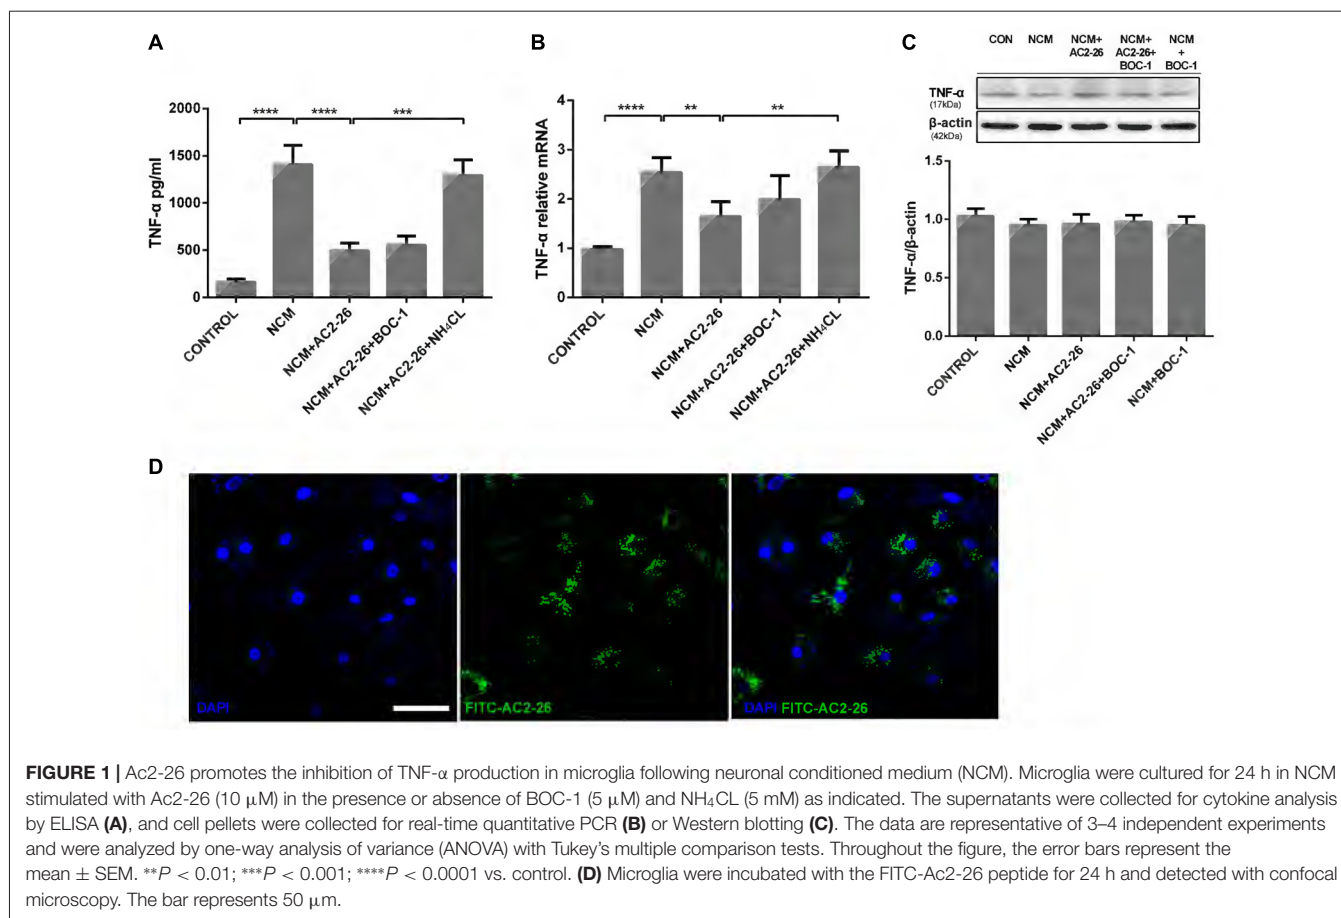 A
B
C
2000
1500
1000
500
0
TNF-α pg/ml
**** **** ***
CONTROL
NCM
NCM+AC2-26
NCM+AC2-26+BOC-1
NCM+AC2-26+NH₄CL
4
3
2
1
0
TNF-α relative mRNA
**** ** **
CONTROL
NCM
NCM+AC2-26
NCM+AC2-26+BOC-1
NCM+AC2-26+NH₄CL
CON NCM NCM+ AC2-26 NCM+ AC2-26+ BOC-1 NCM + BOC-1
TNF-α
(17kDa)
β-actin
(42kDa)
1.5
1.0
0.5
0.0
TNF-α/β-actin
CONTROL
NCM
NCM+AC2-26
NCM+AC2-26+BOC-1
NCM+BOC-1
D
DAPI
FITC-AC2-26
DAPI FITC-AC2-26
FIGURE 1 | Ac2-26 promotes the inhibition of TNF-α production in microglia following neuronal conditioned medium (NCM). Microglia were cultured for 24 h in NCM
stimulated with Ac2-26 (10 μM) in the presence or absence of BOC-1 (5 μM) and NH₄CL (5 mM) as indicated. The supernatants were collected for cytokine analysis
by ELISA (A), and cell pellets were collected for real-time quantitative PCR (B) or Western blotting (C). The data are representative of 3–4 independent experiments
and were analyzed by one-way analysis of variance (ANOVA) with Tukey's multiple comparison tests. Throughout the figure, the error bars represent the
mean ± SEM. **P < 0.01; ***P < 0.001; ****P < 0.0001 vs. control. (D) Microglia were incubated with the FITC-Ac2-26 peptide for 24 h and detected with confocal
microscopy. The bar represents 50 μm.